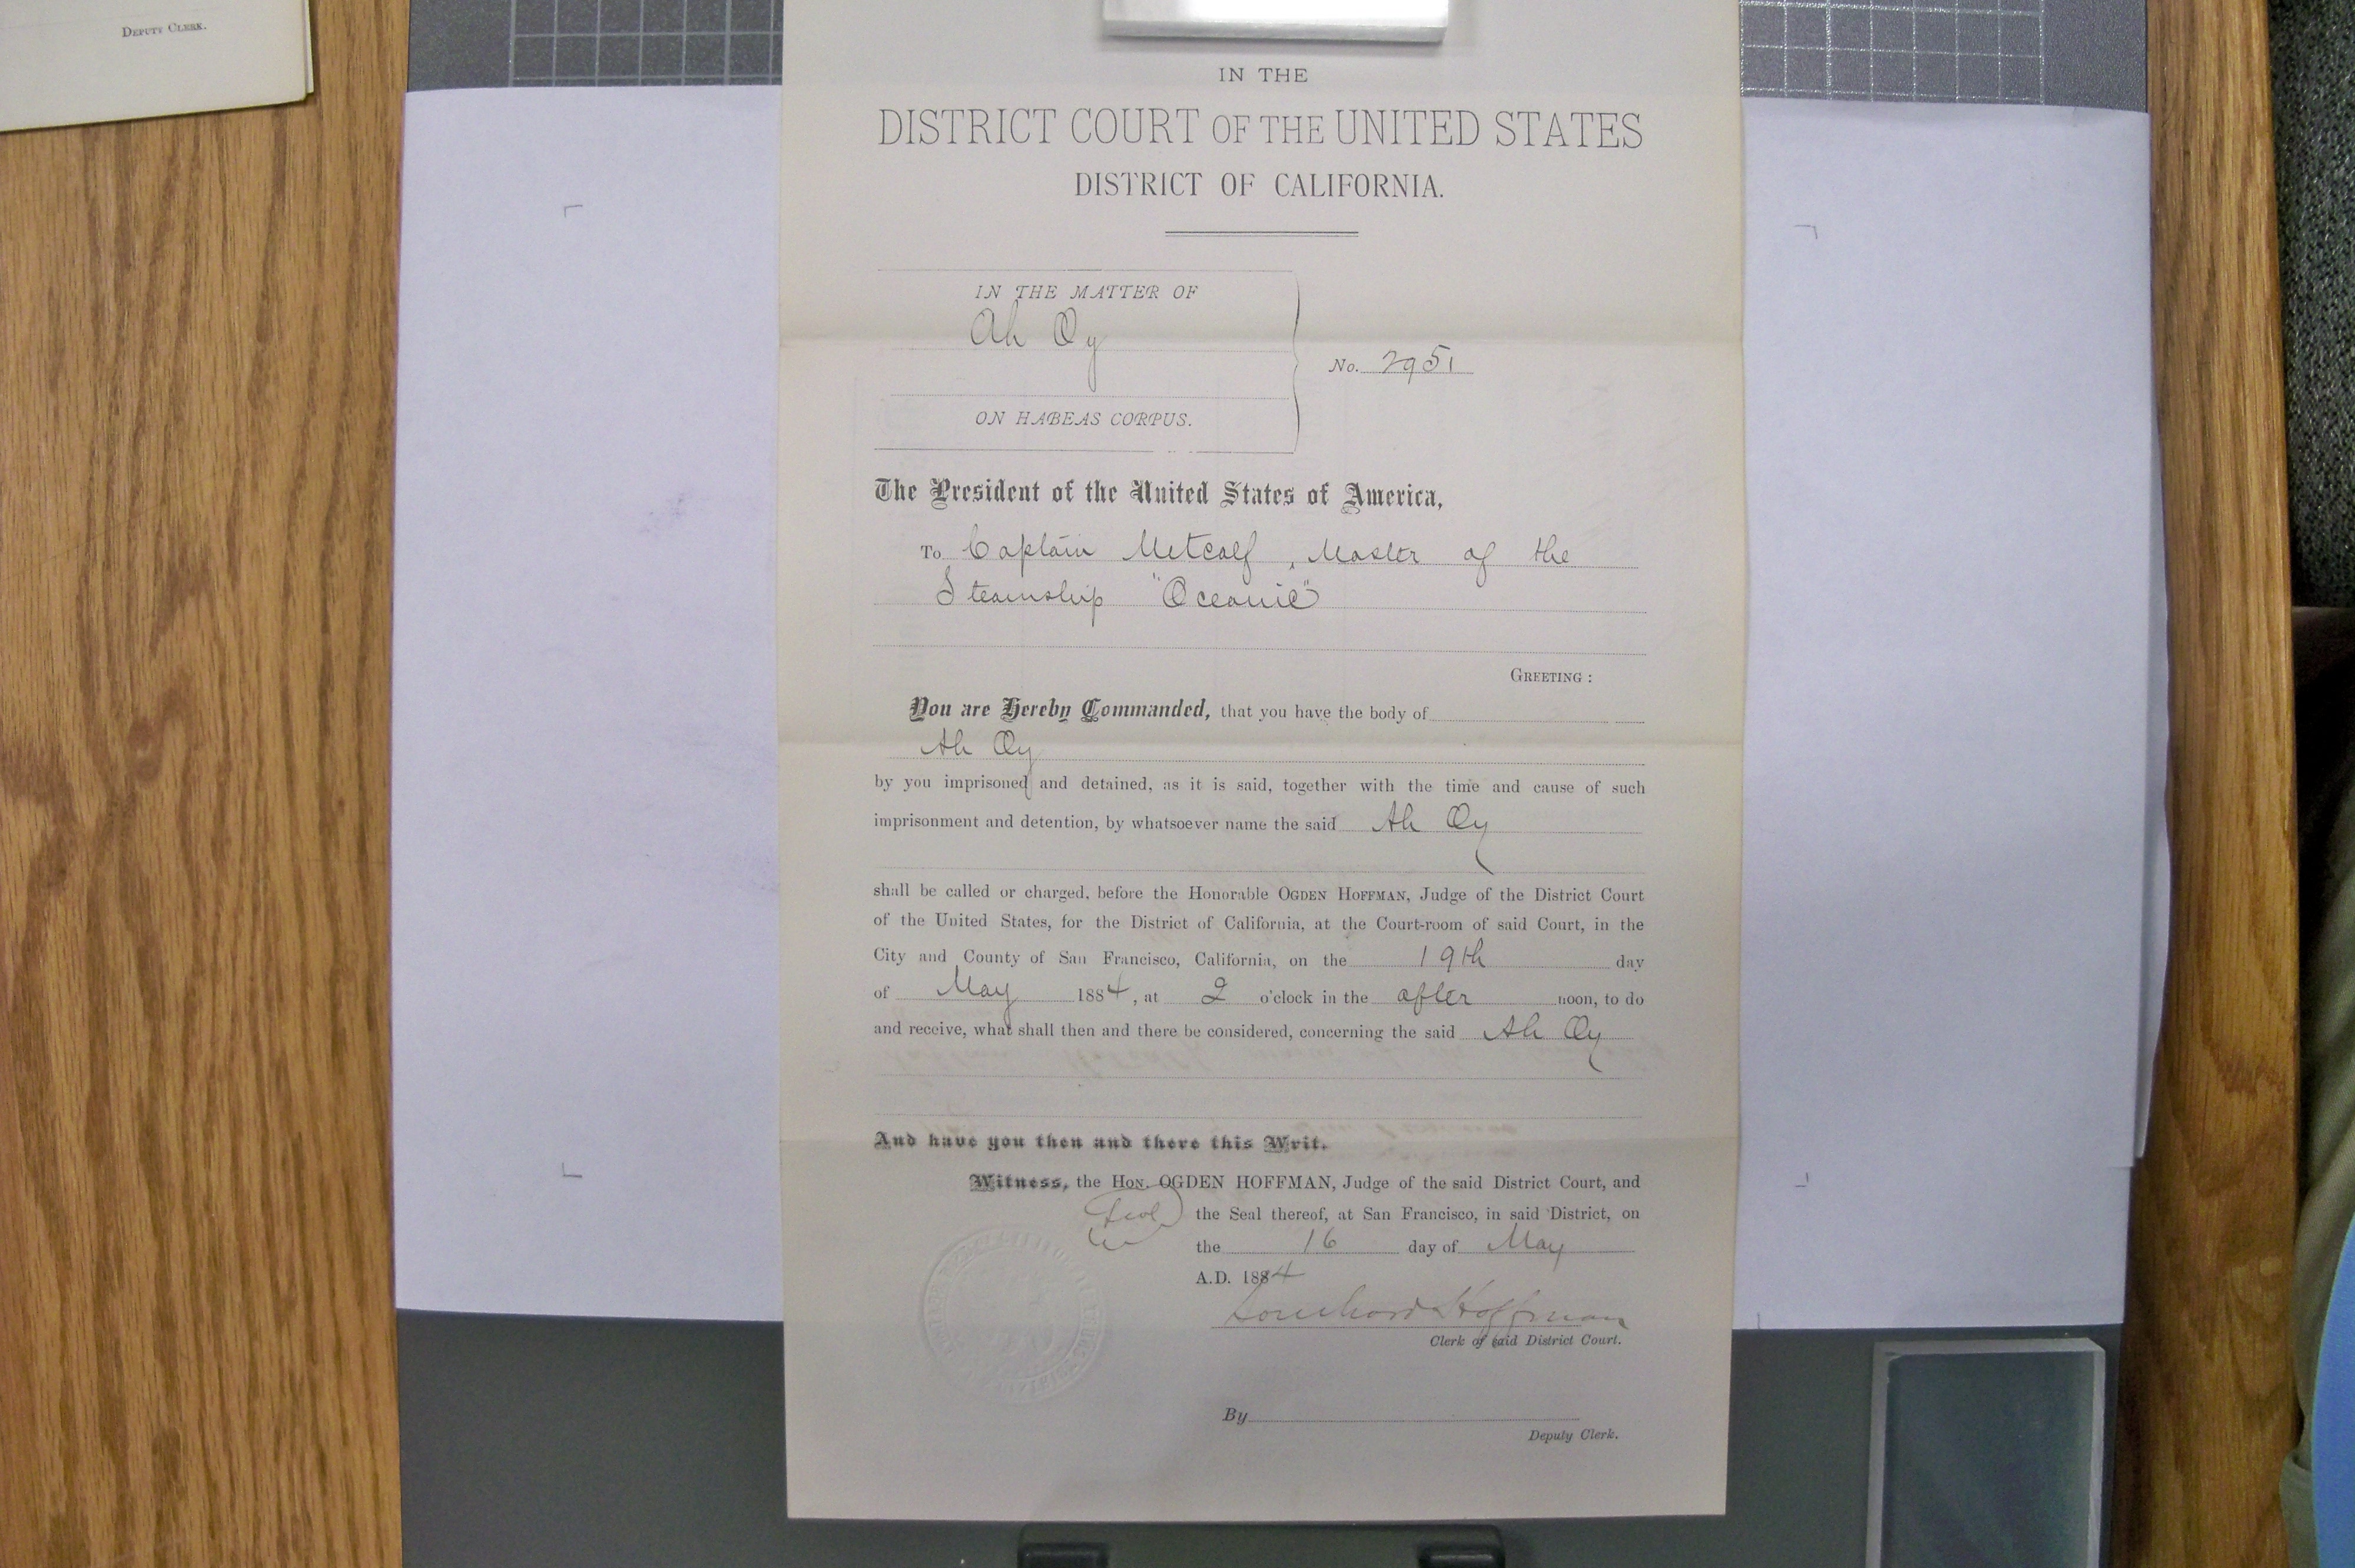 DEPUTY CLERK.
IN THE
DISTRICT COURT OF THE UNITED STATES
DISTRICT OF CALIFORNIA.
IN THE MATTER OF
Ah Oy
No. 2951
ON HABEAS CORPUS.
The President of the United States of America,
To Captain Metcalf, Master of the
Steamship "Oceanic"
GREETING :
You are Hereby Commanded, that you have the body of
Ah Oy
by you imprisoned and detained, as it is said, together with the time and cause of such
imprisonment and detention, by whatsoever name the said Ah Oy
shall be called or charged, before the Honorable OGDEN HOFFMAN, Judge of the District Court
of the United States, for the District of California, at the Court-room of said Court, in the
City and County of San Francisco, California, on the 19th day
of May 1884, at 2 o'clock in the after noon, to do
and receive, what shall then and there be considered, concerning the said Ah Oy
And have you then and there this Writ.
Witness, the HON. OGDEN HOFFMAN, Judge of the said District Court, and
Seal the Seal thereof, at San Francisco, in said District, on
the 16 day of May
A.D. 1884
Southard Hoffman
Clerk of said District Court.
By
Deputy Clerk.